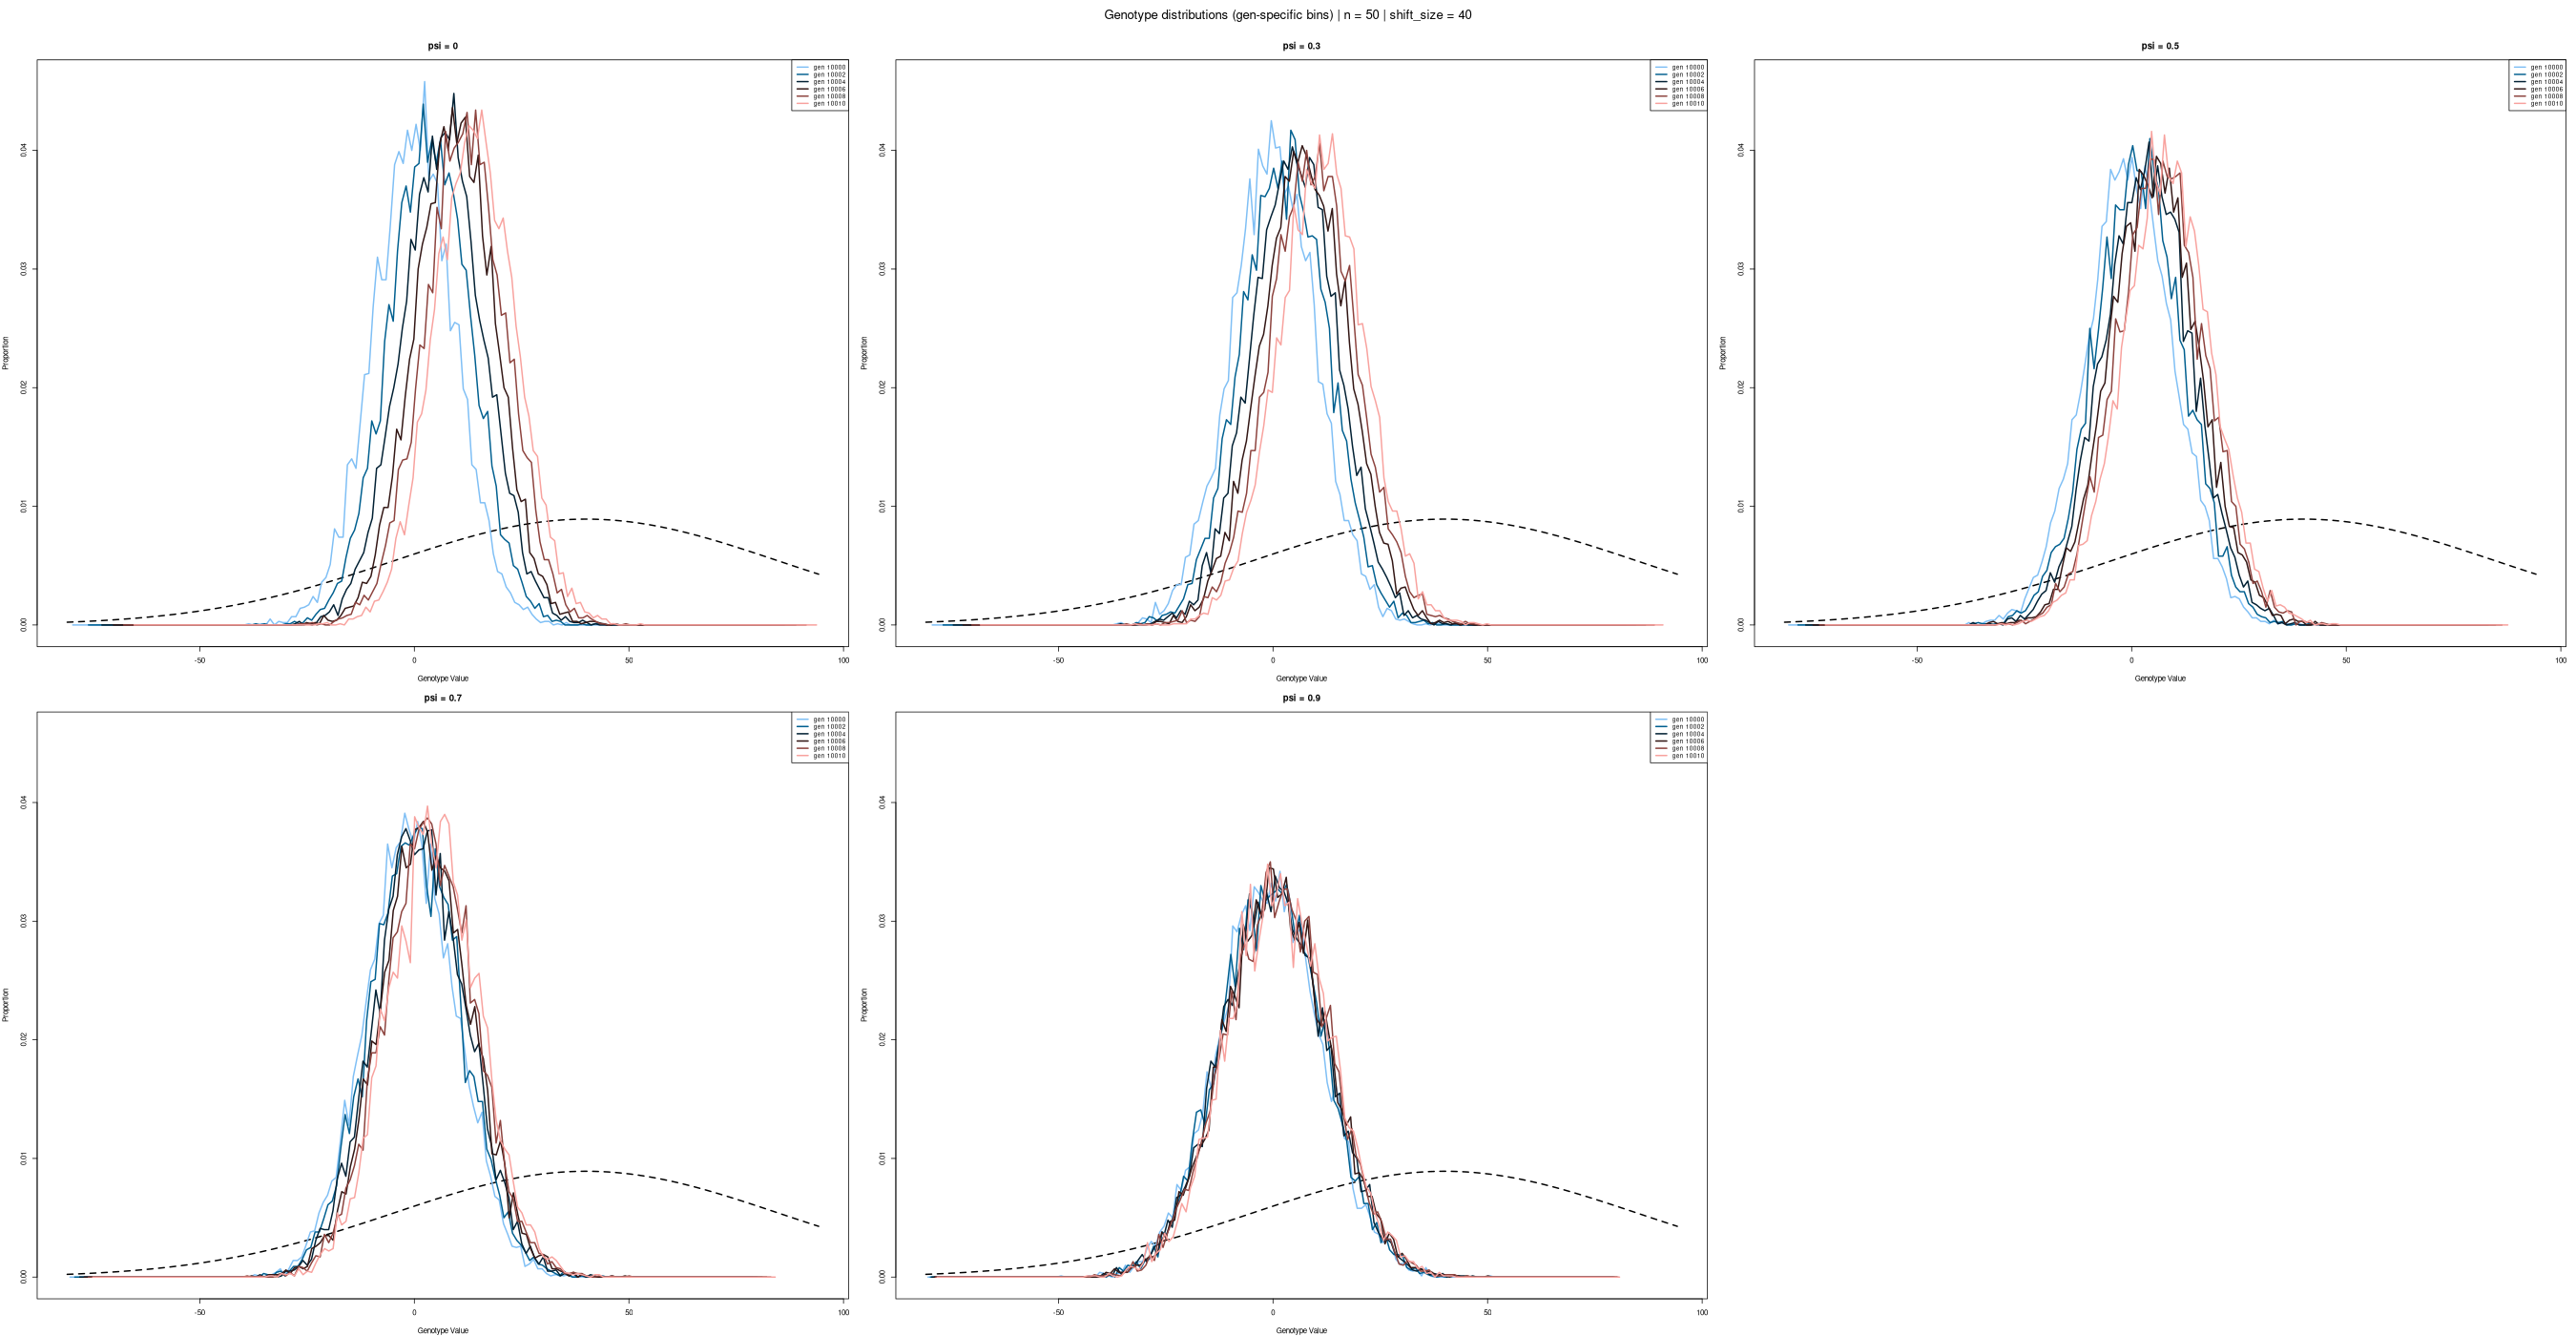 Genotype distributions (gen-specific bins) | n = 50 | shift_size = 40
psi = 0
gen 10000
gen 10002
gen 10004
gen 10006
gen 10008
gen 10010
Proportion
0.04
0.03
0.02
0.01
0.00
-50
0
50
100
Genotype Value
psi = 0.3
gen 10000
gen 10002
gen 10004
gen 10006
gen 10008
gen 10010
Proportion
0.04
0.03
0.02
0.01
0.00
-50
0
50
100
Genotype Value
psi = 0.5
gen 10000
gen 10002
gen 10004
gen 10006
gen 10008
gen 10010
Proportion
0.04
0.03
0.02
0.01
0.00
-50
0
50
100
Genotype Value
psi = 0.7
gen 10000
gen 10002
gen 10004
gen 10006
gen 10008
gen 10010
Proportion
0.04
0.03
0.02
0.01
0.00
-50
0
50
100
Genotype Value
psi = 0.9
gen 10000
gen 10002
gen 10004
gen 10006
gen 10008
gen 10010
Proportion
0.04
0.03
0.02
0.01
0.00
-50
0
50
100
Genotype Value